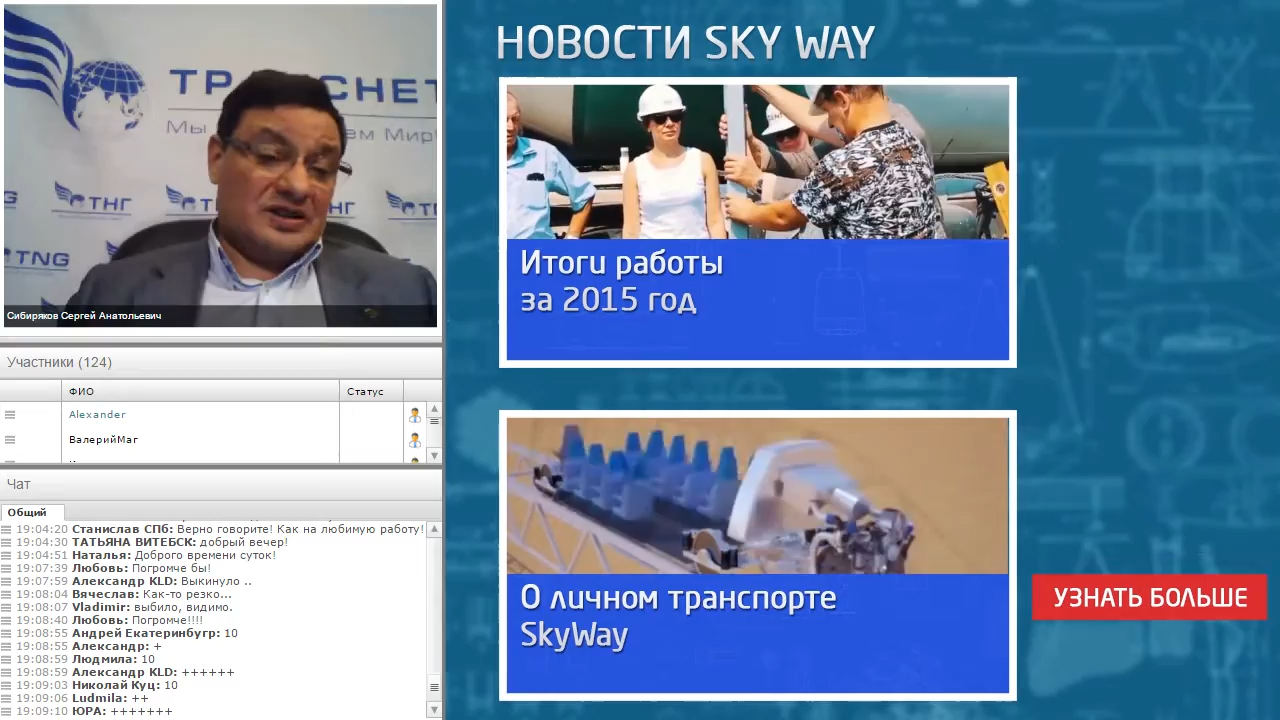 ТНГ
ТНГ
TNG
Сибиряков Сергей Анатольевич
Участники (124)
ФИО
Статус
Alexander
ВалерийМаг
Чат
Общий
19:04:20 Станислав СПб: Верно говорите! Как на любимую работу!
19:04:30 ТАТЬЯНА ВИТЕБСК: добрый вечер!
19:04:51 Наталья: Доброго времени суток!
19:07:39 Любовь: Погромче бы!
19:07:59 Александр KLD: Выкинуло ..
19:08:04 Вячеслав: Как-то резко...
19:08:07 Vladimir: выбило, видимо.
19:08:40 Любовь: Погромче!!!!
19:08:55 Андрей Екатеринбугр: 10
19:08:55 Александр: +
19:08:59 Людмила: 10
19:08:59 Александр KLD: ++++++
19:09:03 Николай Куц: 10
19:09:06 Ludmila: ++
19:09:10 ЮРА: +++++++
НОВОСТИ SKY WAY
Итоги работы
за 2015 год
О личном транспорте
SkyWay
УЗНАТЬ БОЛЬШЕ